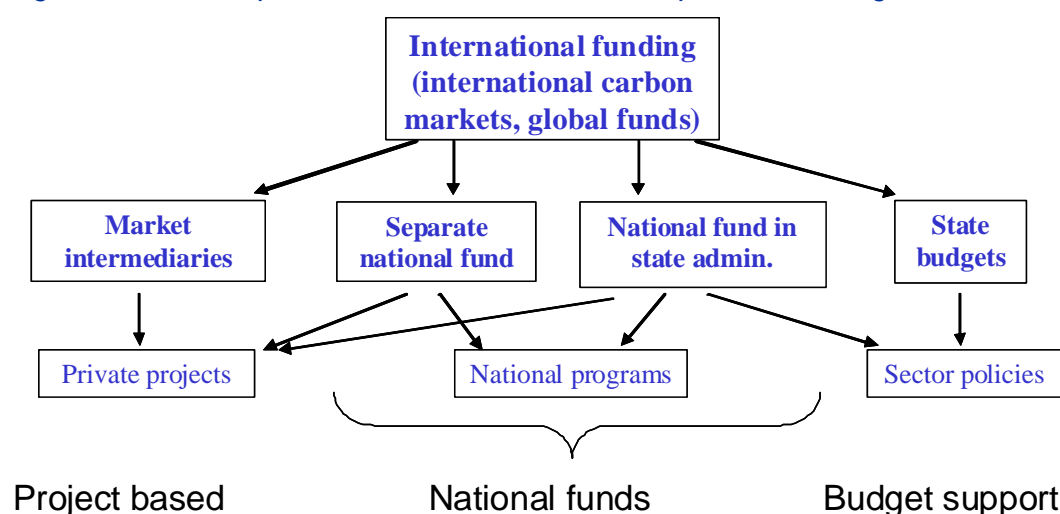 International funding
(international carbon
markets, global funds)
Market
intermediaries
Separate
national fund
National fund in
state admin.
State
budgets
Private projects
National programs
Sector policies
Project based
National funds
Budget support